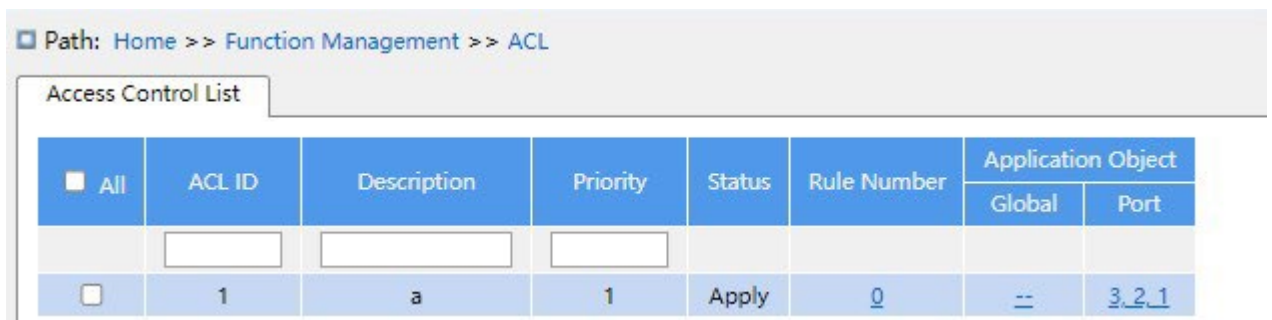 Path: Home >> Function Management >> ACL
Access Control List
All ACL ID Description Priority Status Rule Number Application Object
Global Port
1 a 1 Apply 0 -- 3, 2, 1